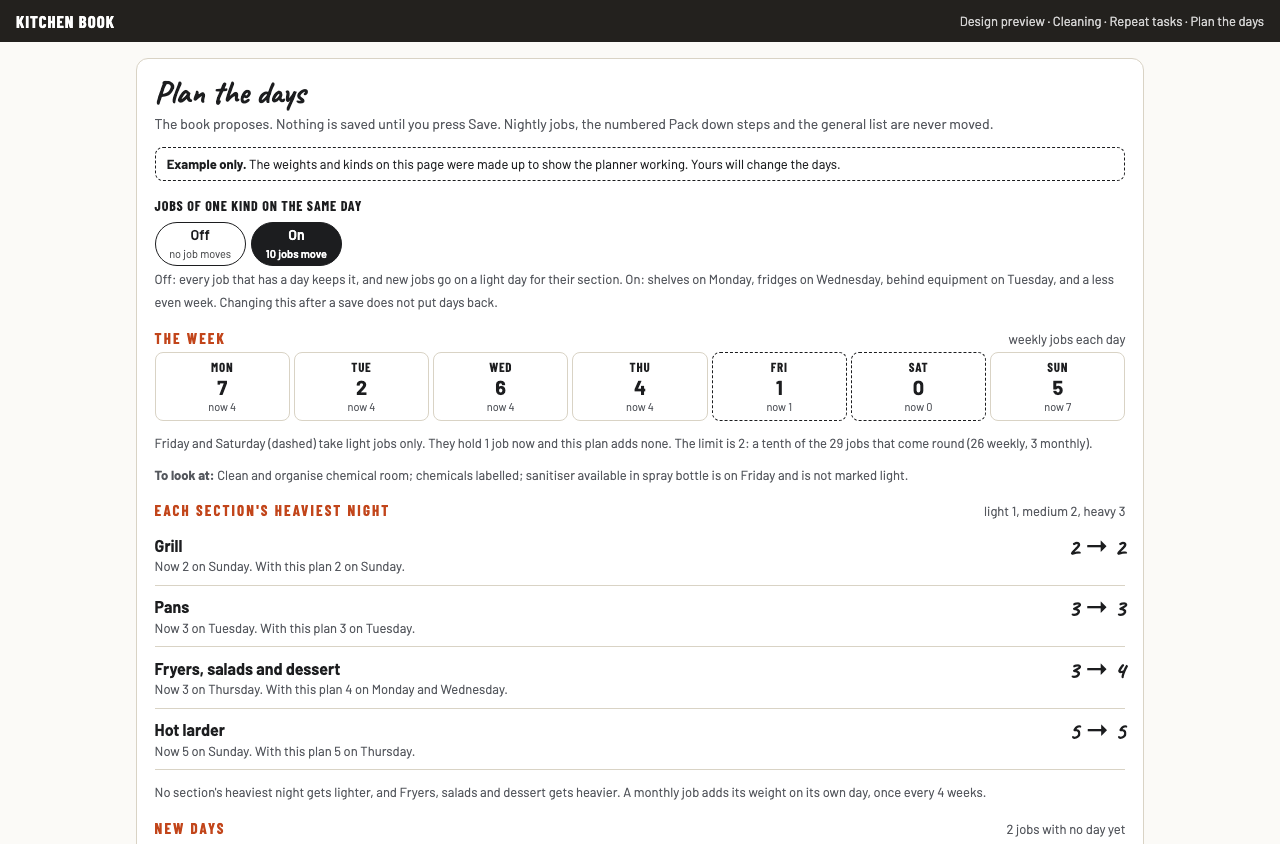 KITCHEN BOOK
Design preview · Cleaning · Repeat tasks · Plan the days
Plan the days
The book proposes. Nothing is saved until you press Save. Nightly jobs, the numbered Pack down steps and the general list are never moved.
Example only. The weights and kinds on this page were made up to show the planner working. Yours will change the days.
JOBS OF ONE KIND ON THE SAME DAY
Off
no job moves
On
10 jobs move
Off: every job that has a day keeps it, and new jobs go on a light day for their section. On: shelves on Monday, fridges on Wednesday, behind equipment on Tuesday, and a less
even week. Changing this after a save does not put days back.
THE WEEK
weekly jobs each day
MON
7
now 4
TUE
2
now 4
WED
6
now 4
THU
4
now 4
FRI
1
now 1
SAT
0
now 0
SUN
5
now 7
Friday and Saturday (dashed) take light jobs only. They hold 1 job now and this plan adds none. The limit is 2: a tenth of the 29 jobs that come round (26 weekly, 3 monthly).
To look at: Clean and organise chemical room; chemicals labelled; sanitiser available in spray bottle is on Friday and is not marked light.
EACH SECTION'S HEAVIEST NIGHT
light 1, medium 2, heavy 3
Grill
2 → 2
Now 2 on Sunday. With this plan 2 on Sunday.
Pans
3 → 3
Now 3 on Tuesday. With this plan 3 on Tuesday.
Fryers, salads and dessert
3 → 4
Now 3 on Thursday. With this plan 4 on Monday and Wednesday.
Hot larder
5 → 5
Now 5 on Sunday. With this plan 5 on Thursday.
No section's heaviest night gets lighter, and Fryers, salads and dessert gets heavier. A monthly job adds its weight on its own day, once every 4 weeks.
NEW DAYS
2 jobs with no day yet